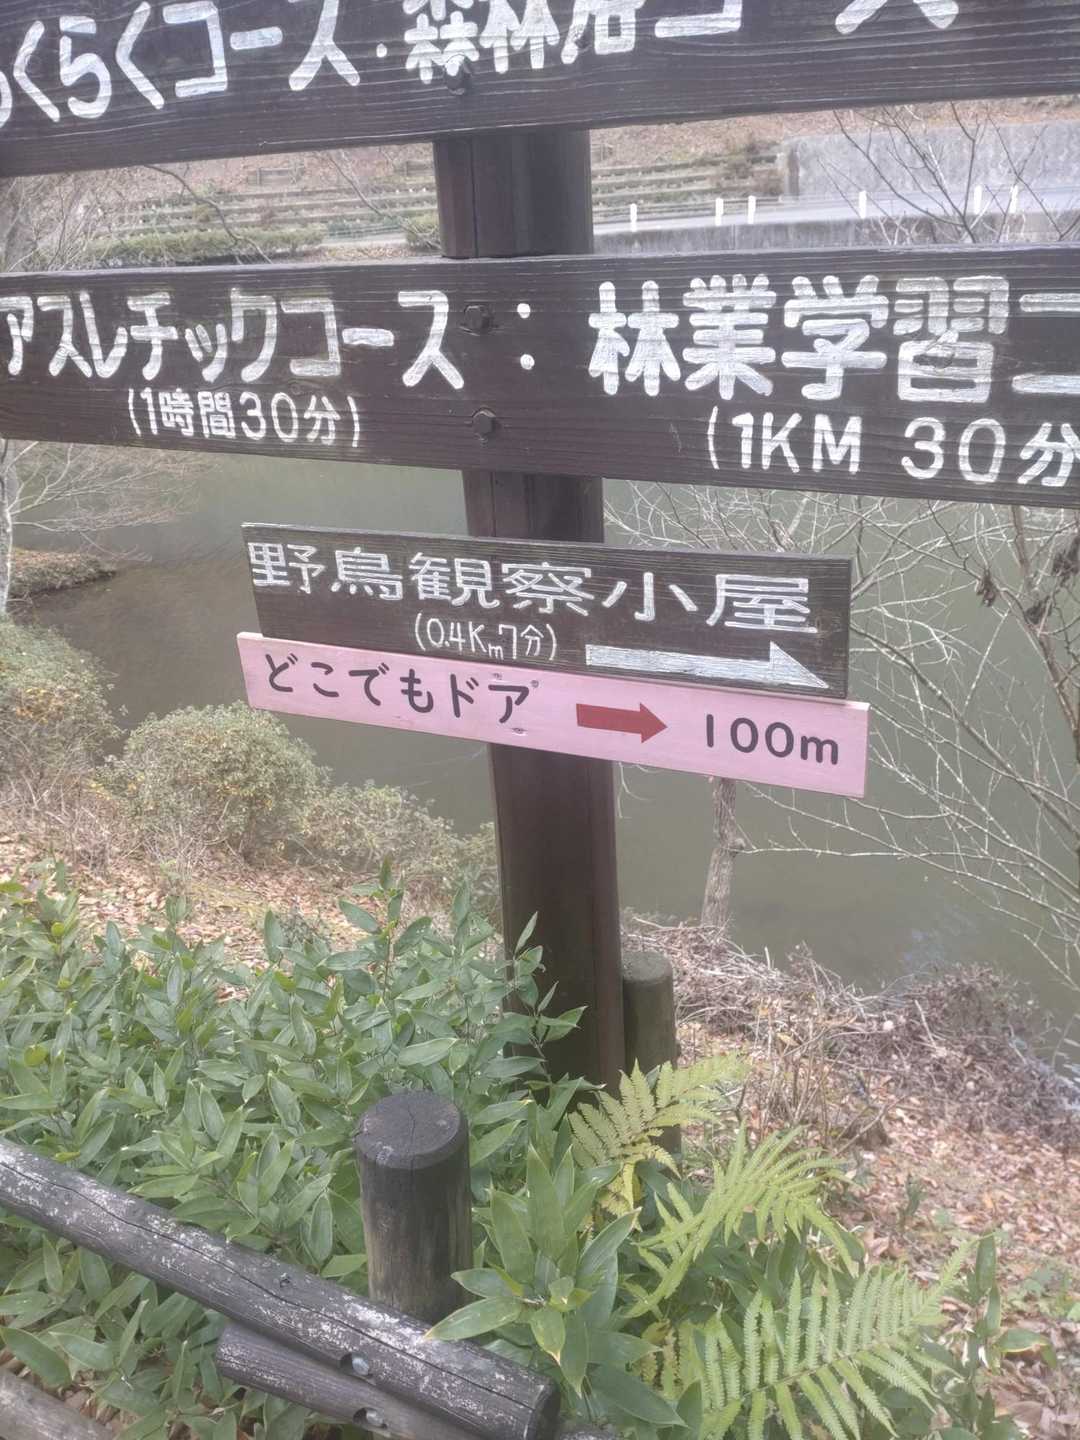 らくコース・森林浴コース
アスレチックコース：林業学習コ
(1時間30分)
(1KM 30分
野鳥観察小屋
(0.4Km7分)
どこでもドア 100m